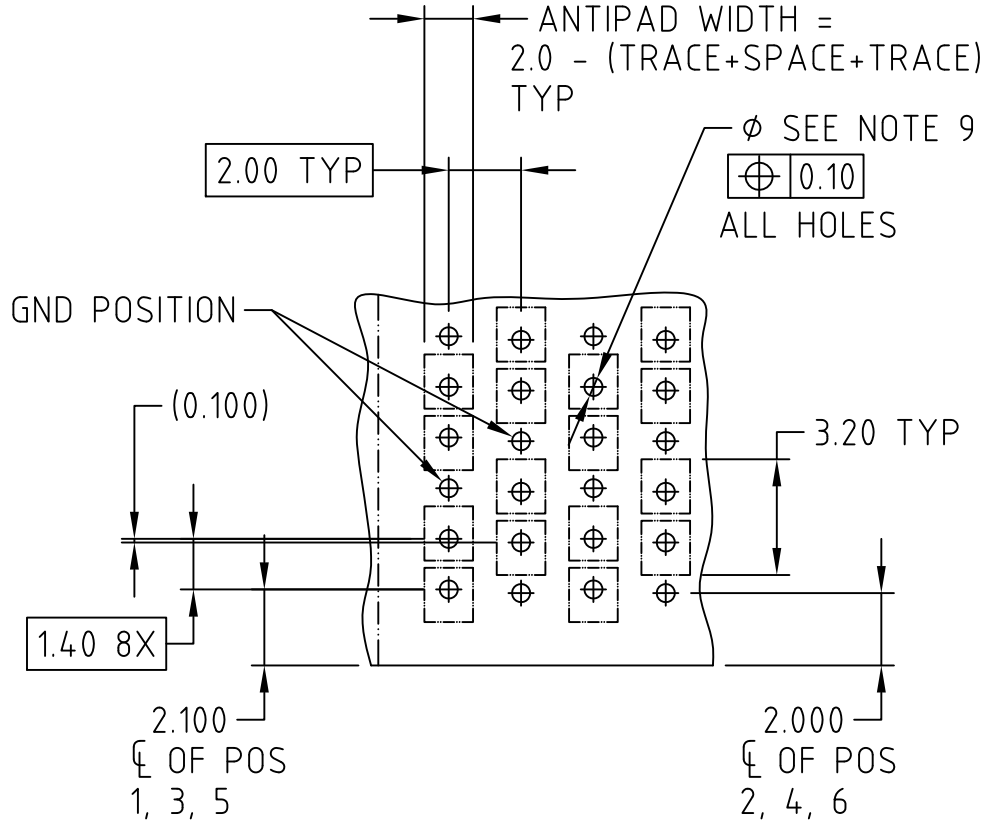 ANTIPAD WIDTH =
2.0 - (TRACE+SPACE+TRACE)
TYP
⌀ SEE NOTE 9
⌖ 0.10
ALL HOLES
2.00 TYP
GND POSITION
(0.100)
3.20 TYP
1.40 8X
2.100
℄ OF POS
1, 3, 5
2.000
℄ OF POS
2, 4, 6